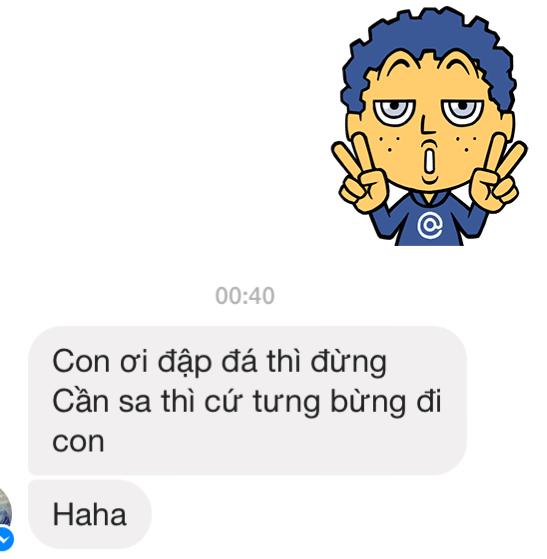 @
00:40
Con ơi đập đá thì đừng
Cần sa thì cứ tưng bừng đi
con
Haha